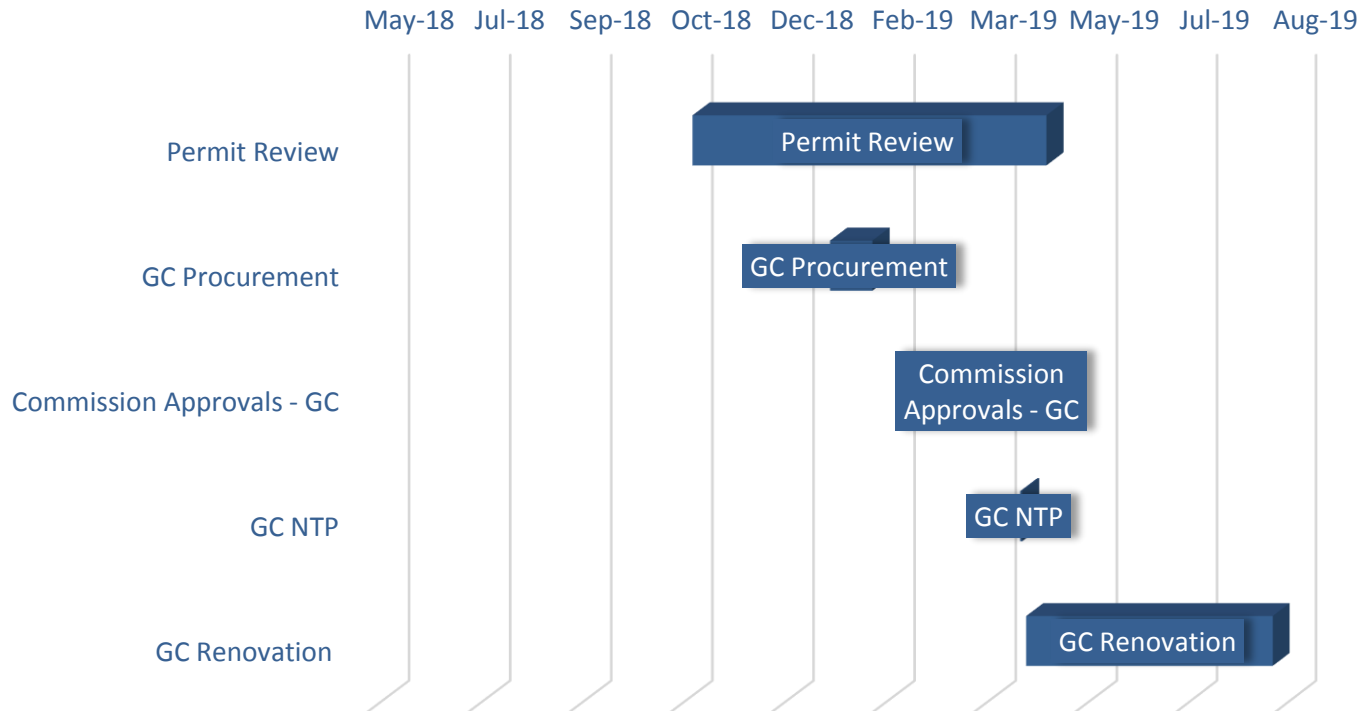 May-18 Jul-18 Sep-18 Oct-18 Dec-18 Feb-19 Mar-19 May-19 Jul-19 Aug-19
Permit Review
Permit Review
GC Procurement
GC Procurement
Commission Approvals - GC
Commission
Approvals - GC
GC NTP
GC NTP
GC Renovation
GC Renovation